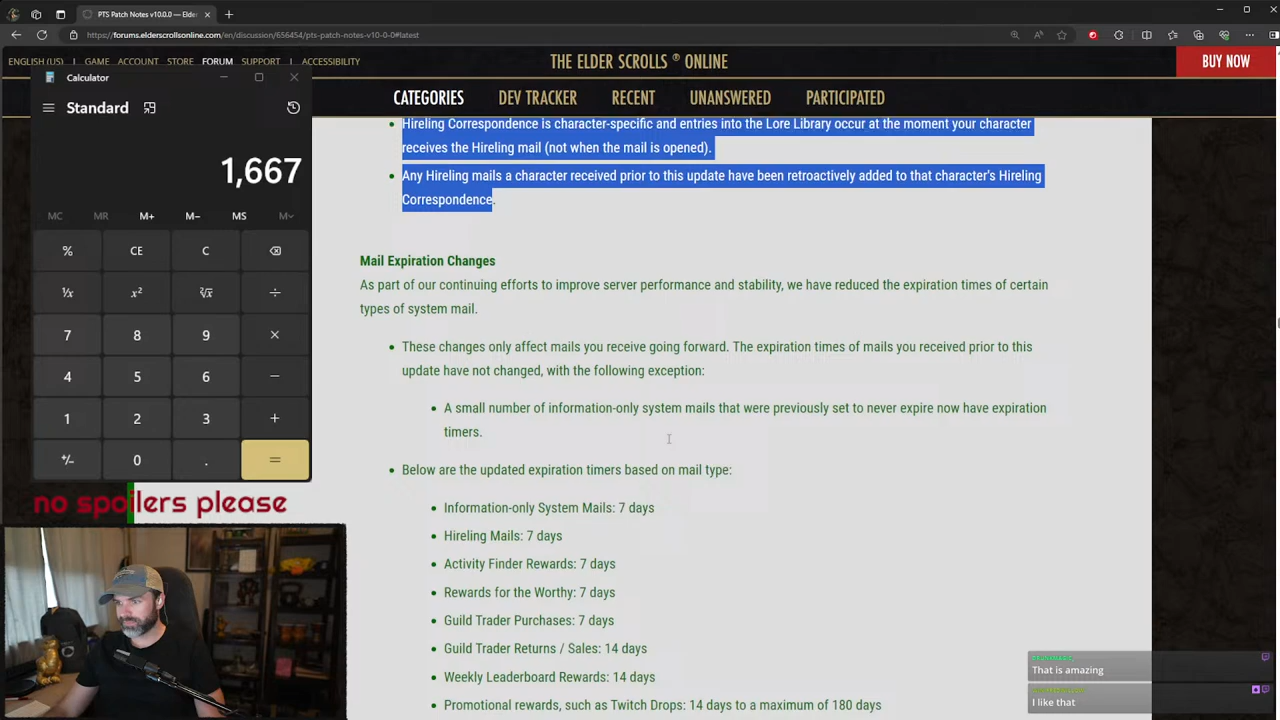 PTS Patch Notes v10.0.0 — Elder
https://forums.elderscrollsonline.com/en/discussion/656454/pts-patch-notes-v10-0-0#latest
ENGLISH (US) GAME ACCOUNT STORE FORUM SUPPORT ACCESSIBILITY
THE ELDER SCROLLS ® ONLINE
BUY NOW
CATEGORIES DEV TRACKER RECENT UNANSWERED PARTICIPATED
Calculator
Standard
1,667
MC MR M+ M− MS M˅
% CE C
⅟x x² ²√x ÷
7 8 9 ×
4 5 6 −
1 2 3 +
+/− 0 . =
no spoilers please
Hireling Correspondence is character-specific and entries into the Lore Library occur at the moment your character
receives the Hireling mail (not when the mail is opened).
Any Hireling mails a character received prior to this update have been retroactively added to that character's Hireling
Correspondence.
Mail Expiration Changes
As part of our continuing efforts to improve server performance and stability, we have reduced the expiration times of certain
types of system mail.
These changes only affect mails you receive going forward. The expiration times of mails you received prior to this
update have not changed, with the following exception:
A small number of information-only system mails that were previously set to never expire now have expiration
timers.
Below are the updated expiration timers based on mail type:
Information-only System Mails: 7 days
Hireling Mails: 7 days
Activity Finder Rewards: 7 days
Rewards for the Worthy: 7 days
Guild Trader Purchases: 7 days
Guild Trader Returns / Sales: 14 days
Weekly Leaderboard Rewards: 14 days
Promotional rewards, such as Twitch Drops: 14 days to a maximum of 180 days
That is amazing
I like that